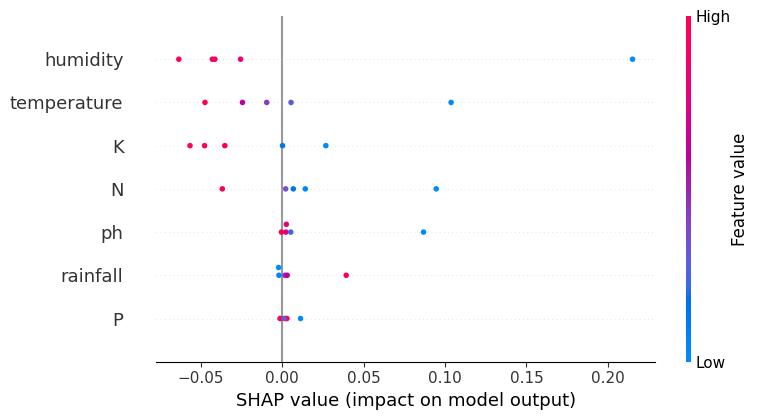 High
humidity
temperature
K
N
ph
rainfall
P
Feature value
Low
−0.05 0.00 0.05 0.10 0.15 0.20
SHAP value (impact on model output)